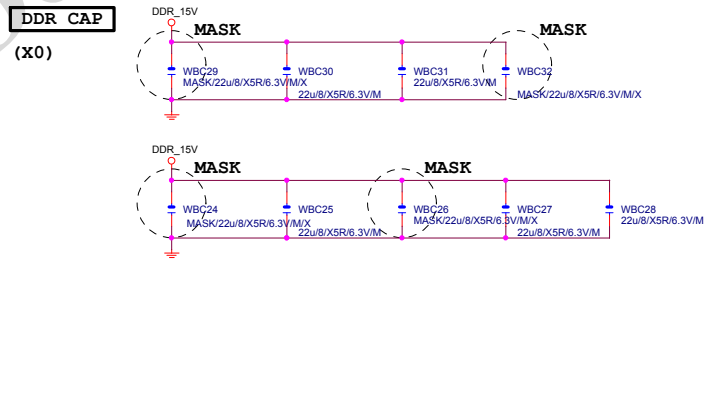 DDR CAP
(X0)
DDR_15V
MASK
MASK
WBC29
MASK/22u/8/X5R/6.3V/M/X
WBC30
22u/8/X5R/6.3V/M
WBC31
22u/8/X5R/6.3V/M
WBC32
MASK/22u/8/X5R/6.3V/M/X
DDR_15V
MASK
MASK
WBC24
MASK/22u/8/X5R/6.3V/M/X
WBC25
22u/8/X5R/6.3V/M
WBC26
MASK/22u/8/X5R/6.3V/M/X
WBC27
22u/8/X5R/6.3V/M
WBC28
22u/8/X5R/6.3V/M